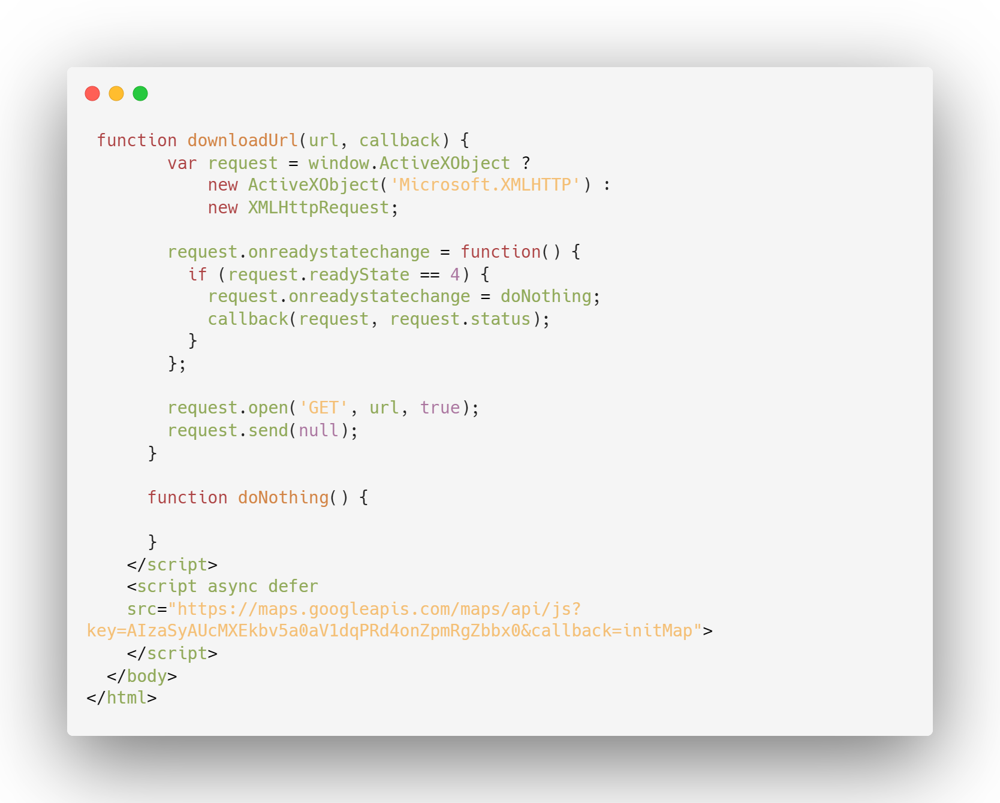 function downloadUrl(url, callback) {
var request = window.ActiveXObject ?
new ActiveXObject('Microsoft.XMLHTTP') :
new XMLHttpRequest;
request.onreadystatechange = function() {
if (request.readyState == 4) {
request.onreadystatechange = doNothing;
callback(request, request.status);
}
};
request.open('GET', url, true);
request.send(null);
}
function doNothing() {
}
</script>
<script async defer
src="https://maps.googleapis.com/maps/api/js?
key=AIzaSyAUcMXEkbv5a0aV1dqPRd4onZpmRgZbbx0&callback=initMap">
</script>
</body>
</html>